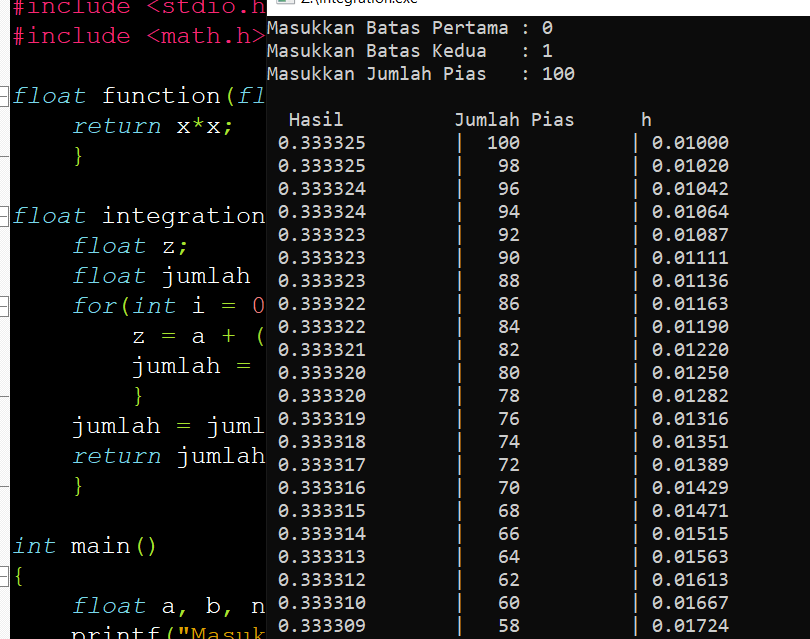 #include <stdio.h
#include <math.h>
float function(fl
return x*x;
}
float integration
float z;
float jumlah
for(int i = 0
z = a + (
jumlah =
}
jumlah = juml
return jumlah
}
int main()
{
float a, b, n
printf("Masuk
Z:\integration.exe
Masukkan Batas Pertama : 0
Masukkan Batas Kedua   : 1
Masukkan Jumlah Pias   : 100
Hasil Jumlah Pias h
0.333325 | 100 | 0.01000
0.333325 | 98 | 0.01020
0.333324 | 96 | 0.01042
0.333324 | 94 | 0.01064
0.333323 | 92 | 0.01087
0.333323 | 90 | 0.01111
0.333323 | 88 | 0.01136
0.333322 | 86 | 0.01163
0.333322 | 84 | 0.01190
0.333321 | 82 | 0.01220
0.333320 | 80 | 0.01250
0.333320 | 78 | 0.01282
0.333319 | 76 | 0.01316
0.333318 | 74 | 0.01351
0.333317 | 72 | 0.01389
0.333316 | 70 | 0.01429
0.333315 | 68 | 0.01471
0.333314 | 66 | 0.01515
0.333313 | 64 | 0.01563
0.333312 | 62 | 0.01613
0.333310 | 60 | 0.01667
0.333309 | 58 | 0.01724